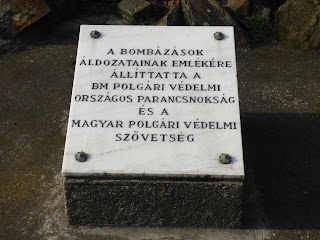 A BOMBÁZÁSOK
ÁLDOZATAINAK EMLÉKÉRE
ÁLLÍTTATTA A
BM POLGÁRI VÉDELMI
ORSZÁGOS PARANCSNOKSÁG
ÉS A
MAGYAR POLGÁRI VÉDELMI
SZÖVETSÉG